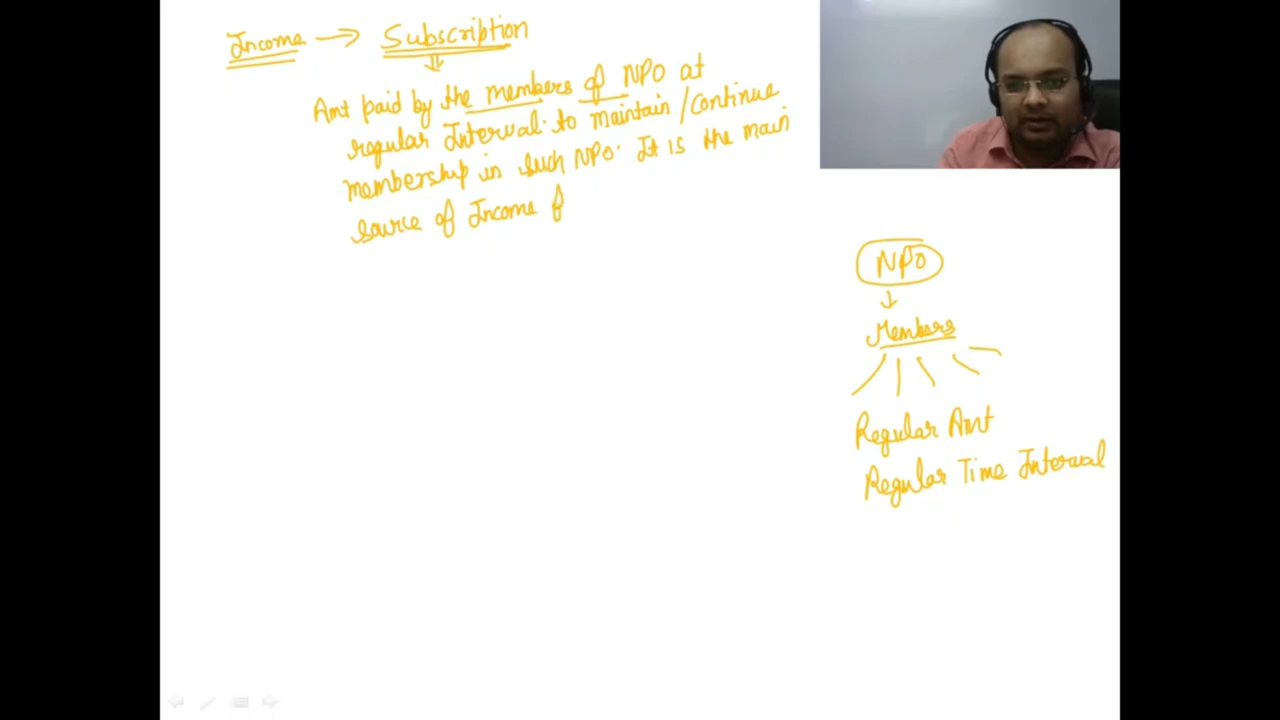 Income → Subscription
Amt paid by the members of NPO at
regular Interval to maintain / Continue
membership in such NPO. It is the main
source of Income f
NPO
Members
Regular Amt
Regular Time Interval